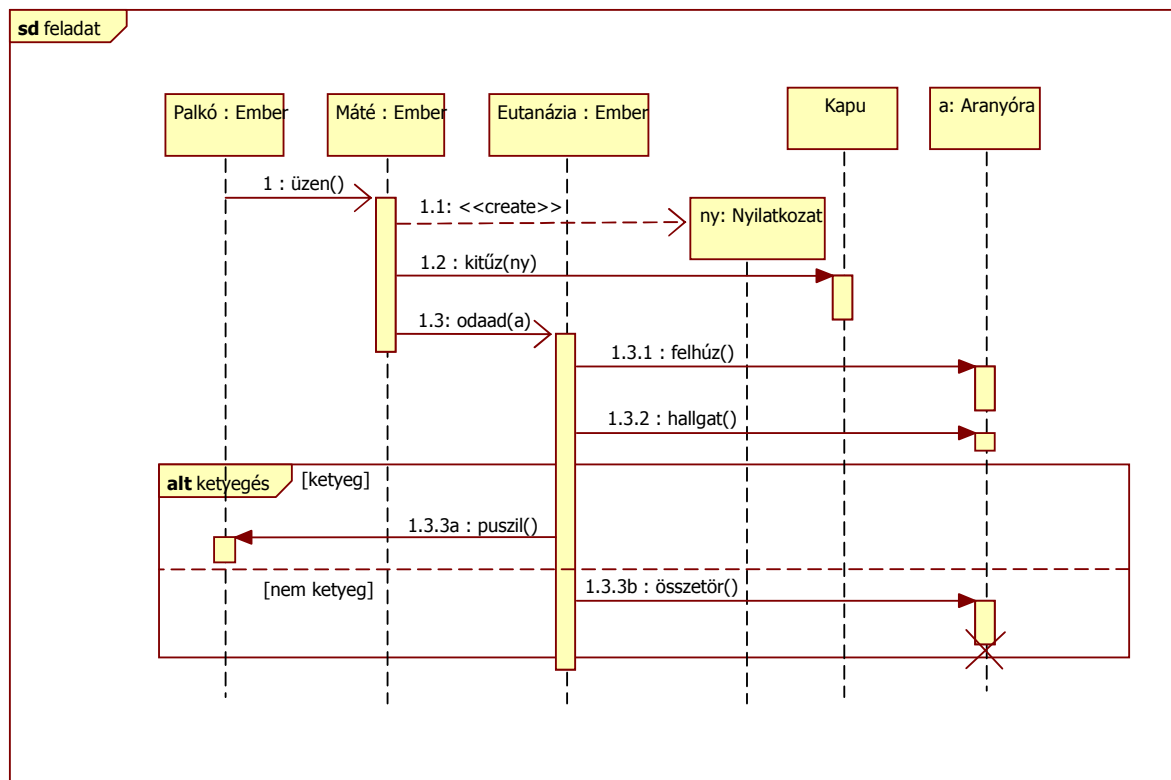 sd feladat
Palkó : Ember
Máté : Ember
Eutanázia : Ember
Kapu
a: Aranyóra
1 : üzen()
1.1: <<create>>
ny: Nyilatkozat
1.2 : kitűz(ny)
1.3: odaad(a)
1.3.1 : felhúz()
1.3.2 : hallgat()
alt ketyegés
[ketyeg]
1.3.3a : puszil()
[nem ketyeg]
1.3.3b : összetör()